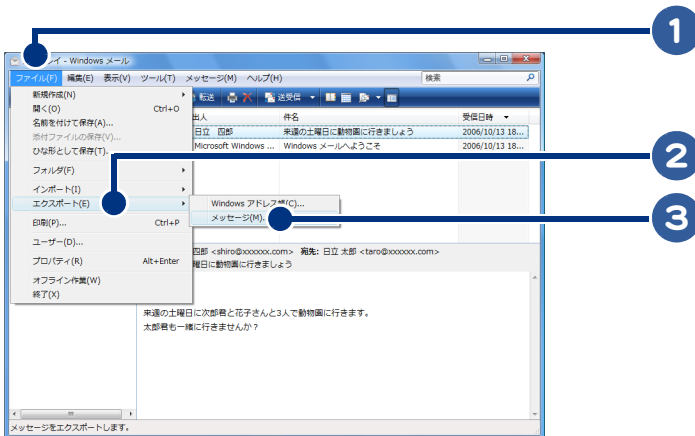 1
レイ - Windows メール
ファイル(F) 編集(E) 表示(V) ツール(T) メッセージ(M) ヘルプ(H) 検索
転送 送受信
新規作成(N)
開く(O) Ctrl+O
名前を付けて保存(A)...
添付ファイルの保存(V)...
ひな形として保存(T)...
フォルダ(F)
インポート(I)
エクスポート(E)
印刷(P)... Ctrl+P
ユーザー(D)...
プロパティ(R) Alt+Enter
オフライン作業(W)
終了(X)
出人 件名 受信日時
日立 四郎 来週の土曜日に動物園に行きましょう 2006/10/13 18...
Microsoft Windows ... Windows メールへようこそ 2006/10/13 18...
2
Windows アドレス帳(C)...
メッセージ(M)...
3
四郎 <shiro@xxxxxx.com> 宛先: 日立 太郎 <taro@xxxxxx.com>
曜日に動物園に行きましょう
来週の土曜日に次郎君と花子さんと3人で動物園に行きます。
太郎君も一緒に行きませんか？
メッセージをエクスポートします。